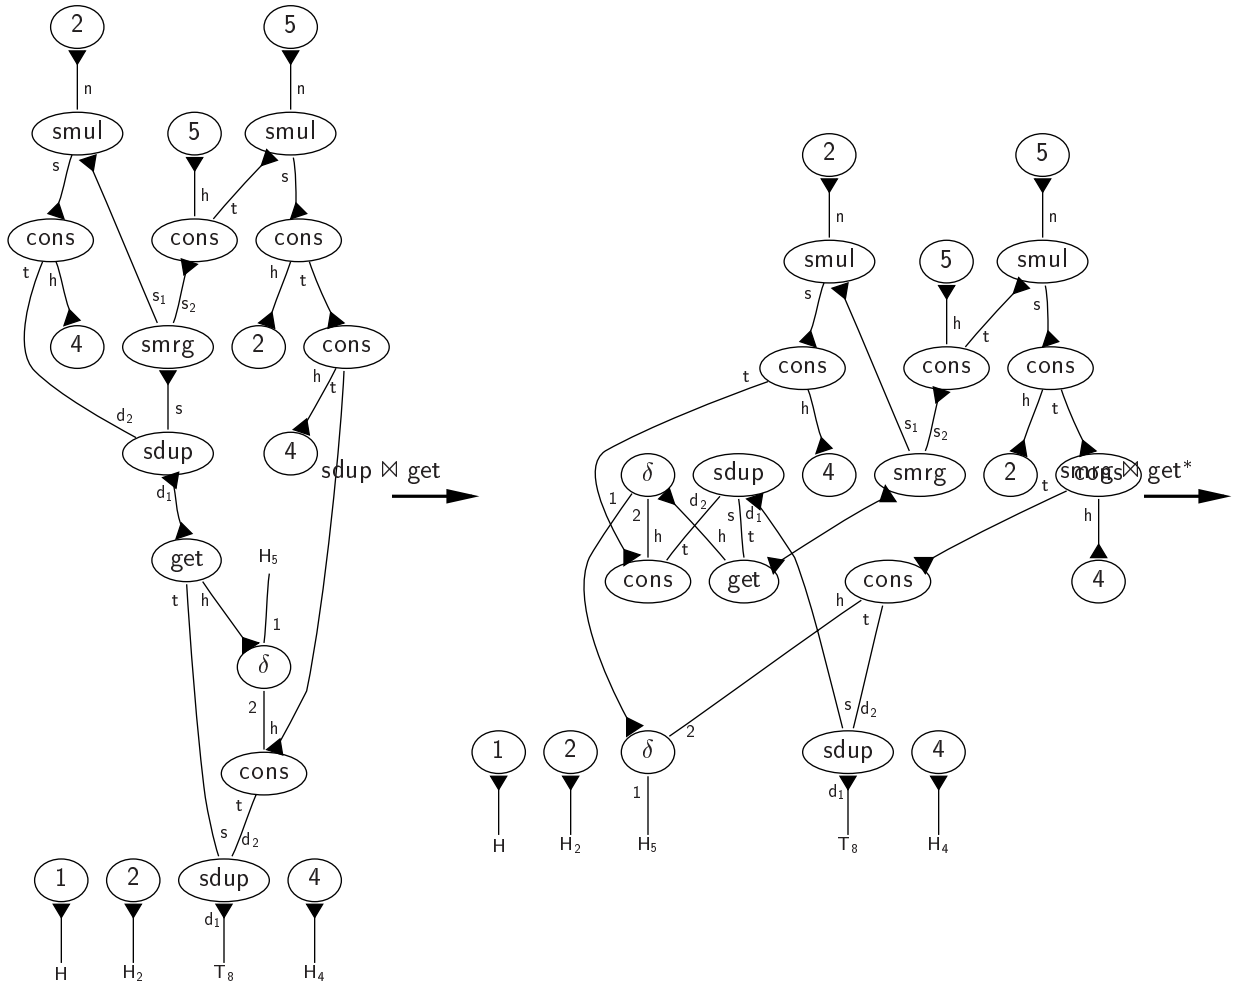 2 5
n n
smul 5 smul
s h t s
cons cons cons
t h s₁ s₂ h t
4 smrg 2 cons
d₂ s h t
sdup 4
d₁
get H₅
t h 1
δ
2 h
cons
t
s d₂
1 2 sdup 4
d₁
H H₂ T₈ H₄
sdup ⋈ get
2 5
n n
smul 5 smul
s h t s
cons cons cons
t h s₁ s₂ h t
δ sdup 4 smrg 2 cons
1 2 h d₂ t s d₁ h t t h
cons get cons 4
h t
s d₂
2
1 2 δ sdup 4
1 d₁
H H₂ H₅ T₈ H₄
smrg ⋈ get*